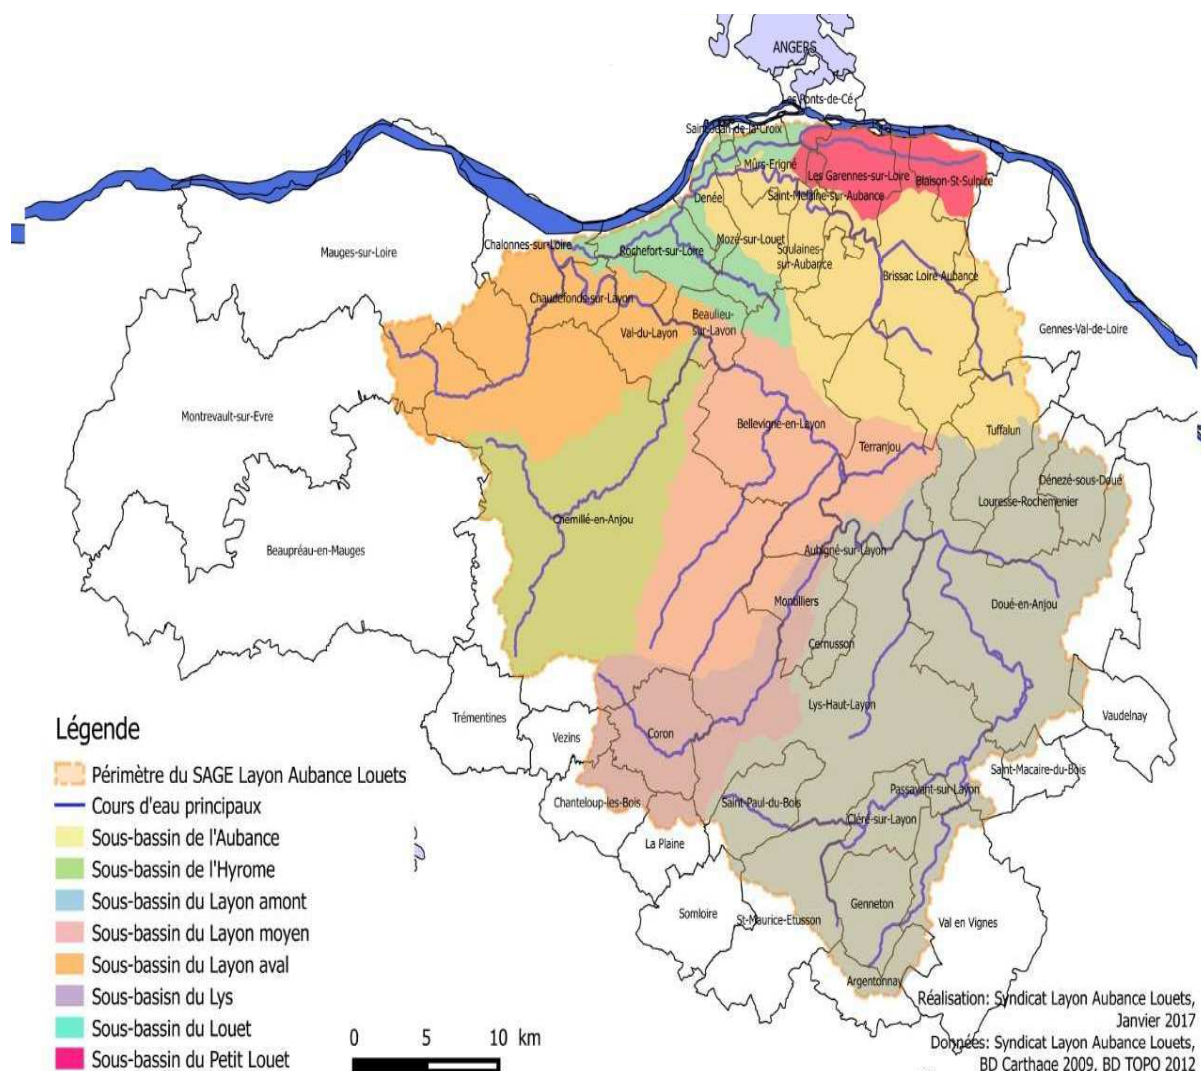 ANGERS
Les Ponts-de-Cé
Saint-Jean-de-la-Croix
Mûrs-Erigné
Les Garennes-sur-Loire
Blaison-St-Sulpice
Saint-Melaine-sur-Aubance
Denée
Mozé-sur-Louet
Soulaines-
sur-Aubance
Brissac Loire Aubance
Chalonnes-sur-Loire
Rochefort-sur-Loire
Mauges-sur-Loire
Chaudefonds-sur-Layon
Val-du-Layon
Beaulieu-
sur-Layon
Gennes-Val-de-Loire
Montrevault-sur-Evre
Bellevigne-en-Layon
Terranjou
Tuffalun
Dénezé-sous-Doué
Louresse-Rochemenier
Chemillé-en-Anjou
Beaupréau-en-Mauges
Aubigné-sur-Layon
Montilliers
Doué-en-Anjou
Cernusson
Lys-Haut-Layon
Trémentines
Vezins
Coron
Vaudelnay
Saint-Macaire-du-Bois
Passavant-sur-Layon
Chanteloup-les-Bois
Saint-Paul-du-Bois
Cléré-sur-Layon
La Plaine
Genneton
Somloire
St-Maurice-Etusson
Val en Vignes
Argentonnay
Légende
Périmètre du SAGE Layon Aubance Louets
Cours d'eau principaux
Sous-bassin de l'Aubance
Sous-bassin de l'Hyrome
Sous-bassin du Layon amont
Sous-bassin du Layon moyen
Sous-bassin du Layon aval
Sous-basisn du Lys
Sous-bassin du Louet
Sous-bassin du Petit Louet
0 5 10 km
Réalisation: Syndicat Layon Aubance Louets,
Janvier 2017
Données: Syndicat Layon Aubance Louets,
BD Carthage 2009, BD TOPO 2012